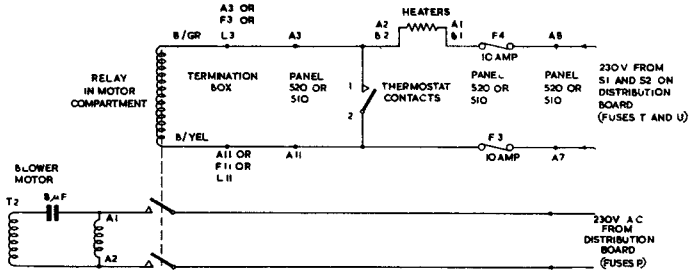 A3 OR
F3 OR
L3
HEATERS
B/GR
A3
A2
B2
A1
B1
F4
10 AMP
A8
RELAY
IN MOTOR
COMPARTMENT
TERMINATION
BOX
PANEL
520 OR
510
1
2
THERMOSTAT
CONTACTS
PANEL
520 OR
510
PANEL
520 OR
510
230V FROM
S1 AND S2 ON
DISTRIBUTION
BOARD
(FUSES T AND U)
B/YEL
A11 OR
F11 OR
L11
A11
F3
10 AMP
A7
BLOWER
MOTOR
T2
8µF
A1
A2
230V AC
FROM
DISTRIBUTION
BOARD
(FUSES P)